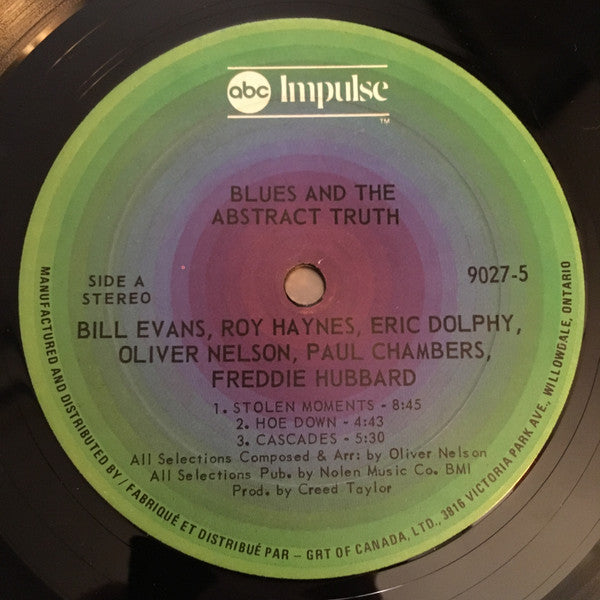 abc Impulse
TM
BLUES AND THE
ABSTRACT TRUTH
SIDE A
STEREO
9027-5
BILL EVANS, ROY HAYNES, ERIC DOLPHY,
OLIVER NELSON, PAUL CHAMBERS,
FREDDIE HUBBARD
1. STOLEN MOMENTS - 8:45
2. HOE DOWN - 4:43
3. CASCADES - 5:30
All Selections Composed & Arr: by Oliver Nelson
All Selections Pub. by Nolen Music Co. BMI
Prod. by Creed Taylor
MANUFACTURED AND DISTRIBUTED BY / FABRIQUÉ ET DISTRIBUÉ PAR – GRT OF CANADA, LTD., 3816 VICTORIA PARK AVE., WILLOWDALE, ONTARIO